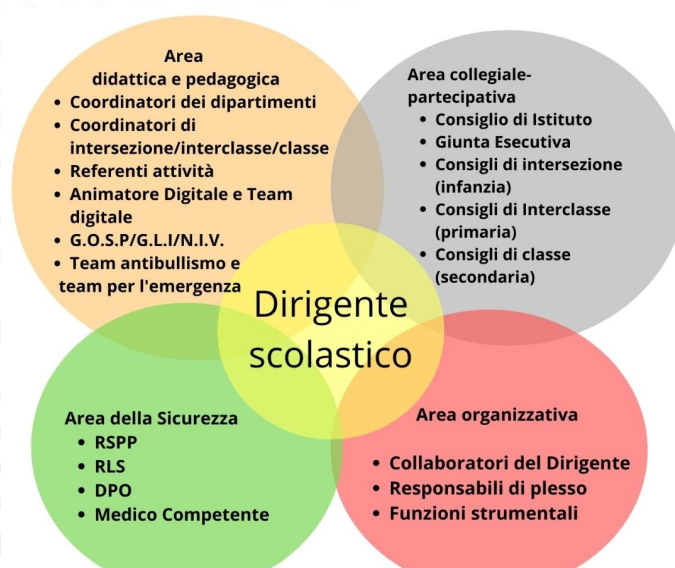 Area
didattica e pedagogica
• Coordinatori dei dipartimenti
• Coordinatori di
intersezione/interclasse/classe
• Referenti attività
• Animatore Digitale e Team
digitale
• G.O.S.P/G.L.I/N.I.V.
• Team antibullismo e
team per l'emergenza
Area collegiale-
partecipativa
• Consiglio di Istituto
• Giunta Esecutiva
• Consigli di intersezione
(infanzia)
• Consigli di Interclasse
(primaria)
• Consigli di classe
(secondaria)
Dirigente
scolastico
Area della Sicurezza
• RSPP
• RLS
• DPO
• Medico Competente
Area organizzativa
• Collaboratori del Dirigente
• Responsabili di plesso
• Funzioni strumentali